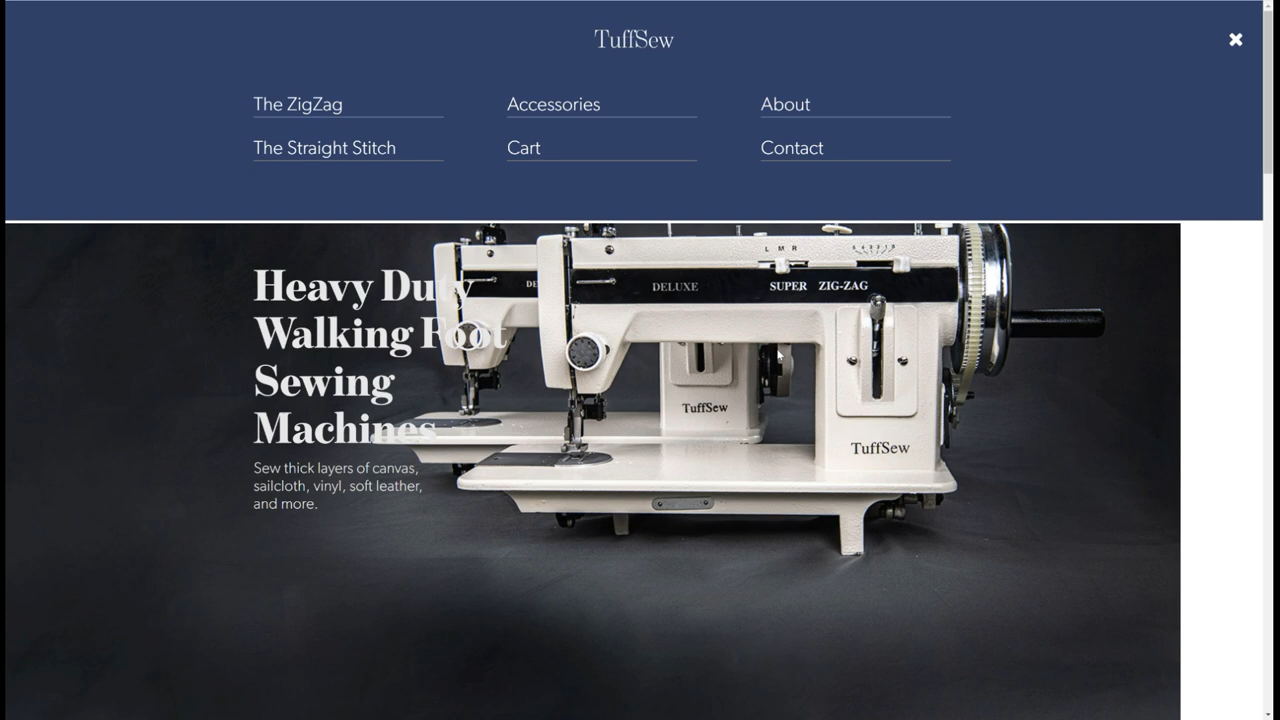 TuffSew
The ZigZag
Accessories
About
The Straight Stitch
Cart
Contact
Heavy Duty
Walking Foot
Sewing
Machines
Sew thick layers of canvas,
sailcloth, vinyl, soft leather,
and more.
L M R
DELUXE
SUPER ZIG-ZAG
TuffSew
TuffSew